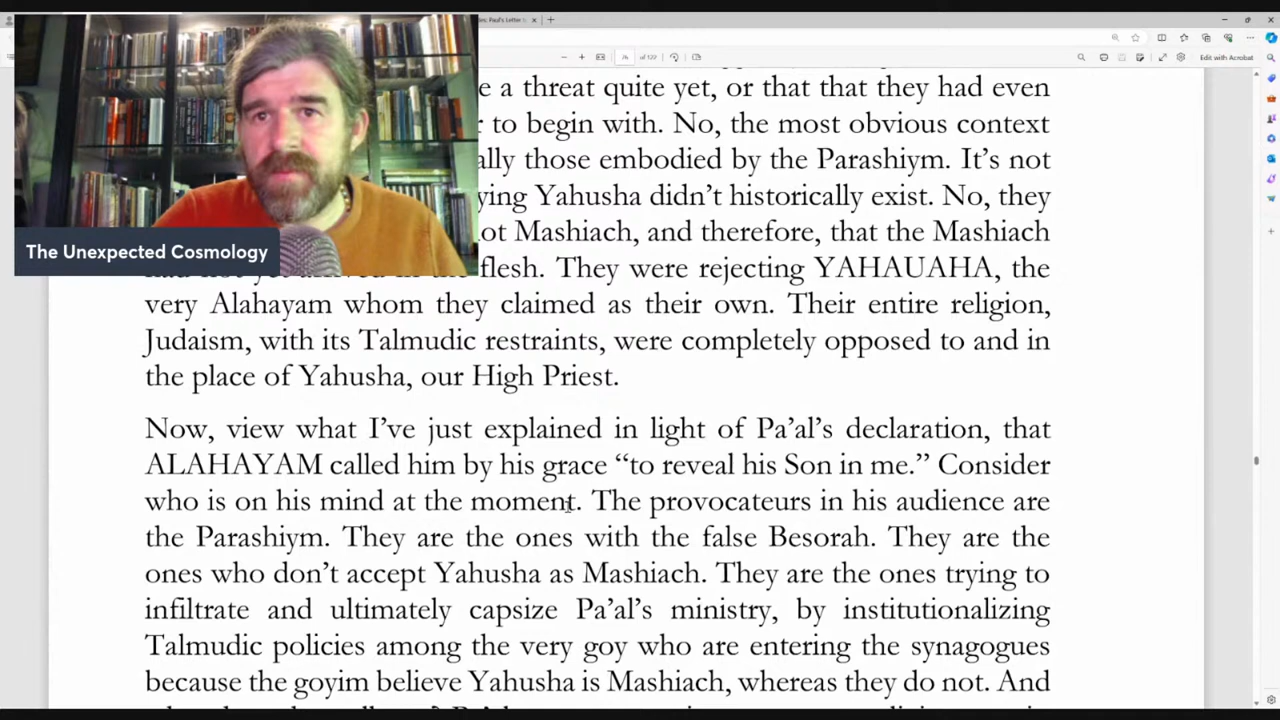 ies: Paul's Letter t
of 122
Edit with Acrobat
e a threat quite yet, or that that they had even
r to begin with. No, the most obvious context
ally those embodied by the Parashiym. It's not
ying Yahusha didn't historically exist. No, they
ot Mashiach, and therefore, that the Mashiach
flesh. They were rejecting YAHAUAHA, the
The Unexpected Cosmology
very Alahayam whom they claimed as their own. Their entire religion,
Judaism, with its Talmudic restraints, were completely opposed to and in
the place of Yahusha, our High Priest.
Now, view what I've just explained in light of Pa'al's declaration, that
ALAHAYAM called him by his grace "to reveal his Son in me." Consider
who is on his mind at the moment. The provocateurs in his audience are
the Parashiym. They are the ones with the false Besorah. They are the
ones who don't accept Yahusha as Mashiach. They are the ones trying to
infiltrate and ultimately capsize Pa'al's ministry, by institutionalizing
Talmudic policies among the very goy who are entering the synagogues
because the goyim believe Yahusha is Mashiach, whereas they do not. And